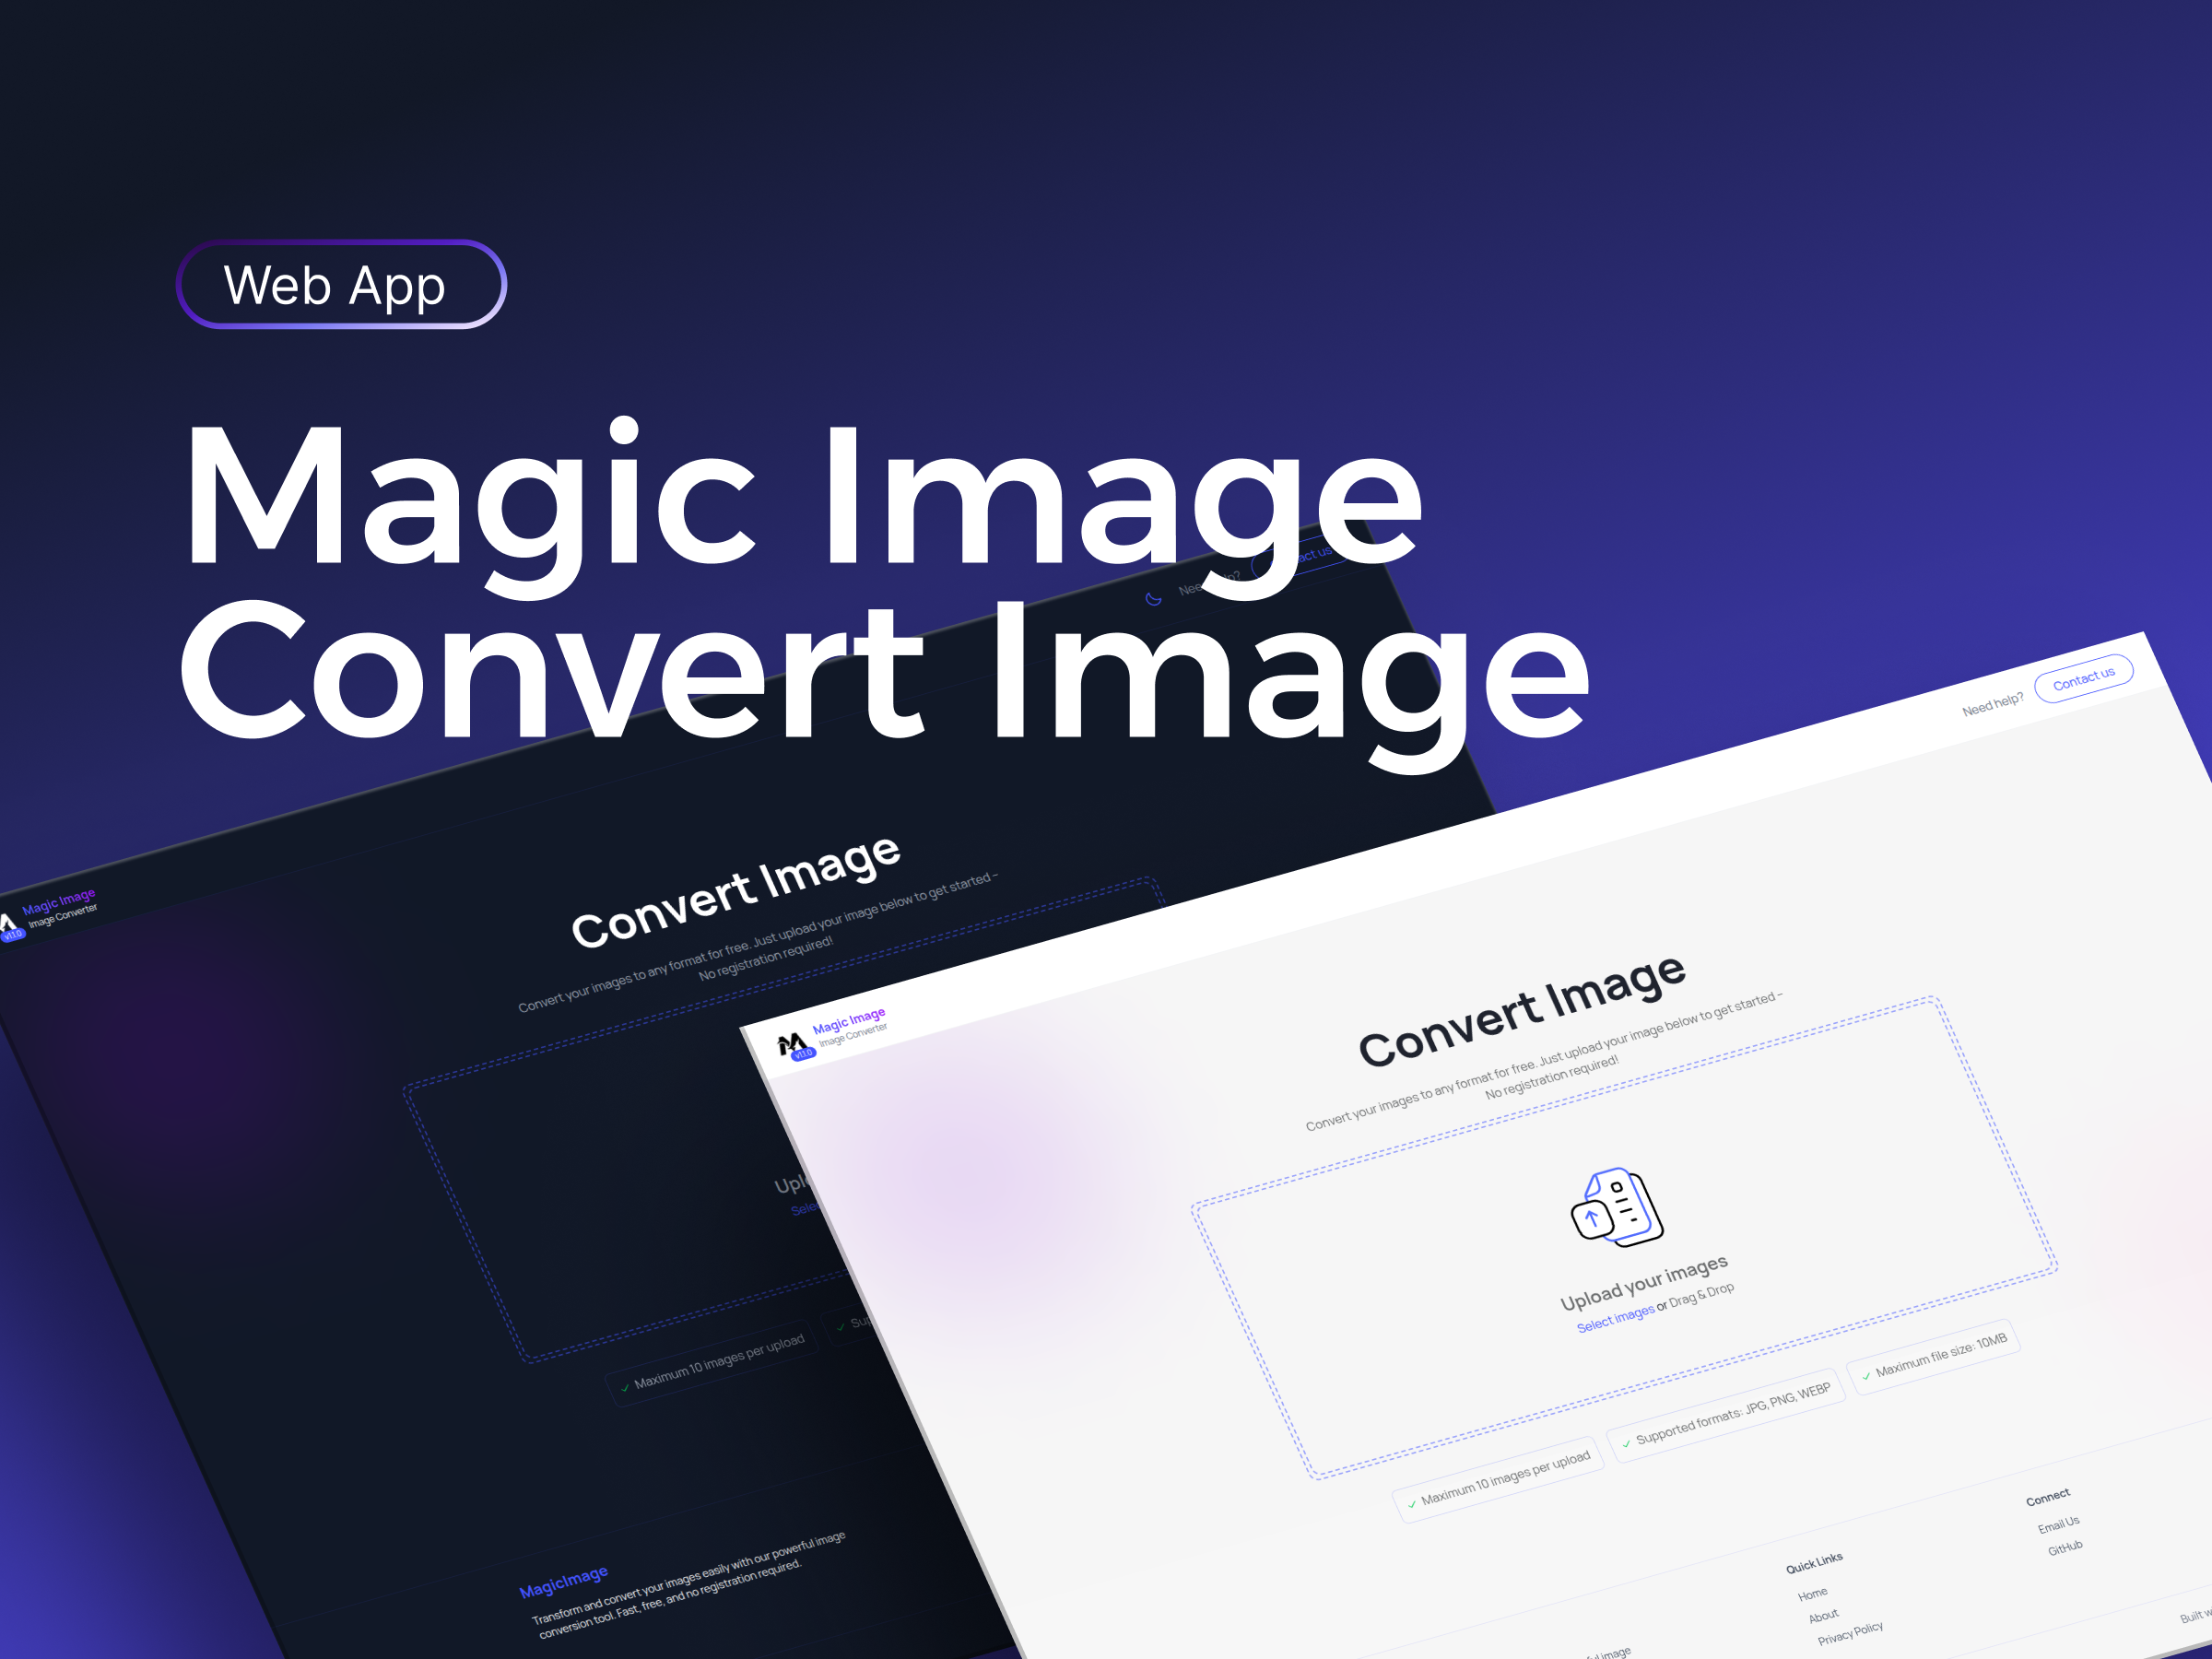 Web App
Magic Image
Convert Image
Need help?
Contact us
Magic Image
Image Converter
v1.1.0
Convert Image
Convert your images to any format for free. Just upload your image below to get started –
No registration required!
Maximum 10 images per upload
MagicImage
Transform and convert your images easily with our powerful image
conversion tool. Fast, free, and no registration required.
Magic Image
Image Converter
v1.1.0
Need help?
Contact us
Convert Image
Convert your images to any format for free. Just upload your image below to get started –
No registration required!
Upload your images
Select images or Drag & Drop
Maximum 10 images per upload
Supported formats: JPG, PNG, WEBP
Maximum file size: 10MB
Quick Links
Home
About
Privacy Policy
Connect
Email Us
GitHub
image
Built